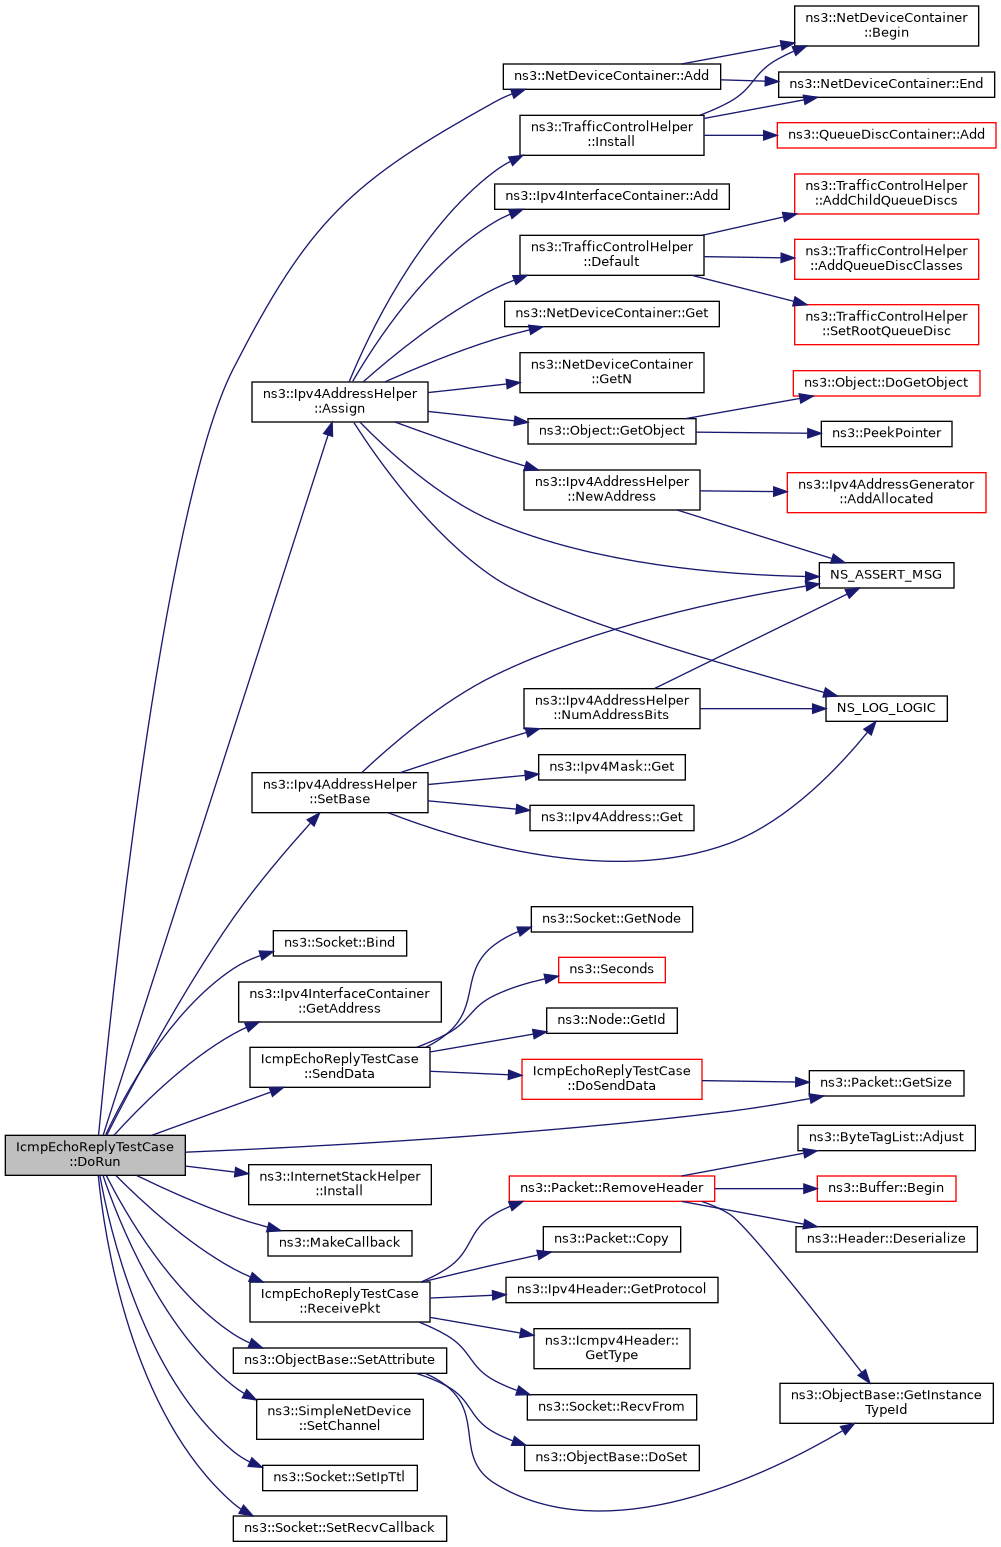 ns3::NetDeviceContainer
::Begin
ns3::NetDeviceContainer::Add
ns3::NetDeviceContainer::End
ns3::TrafficControlHelper
::Install
ns3::QueueDiscContainer::Add
ns3::Ipv4InterfaceContainer::Add
ns3::TrafficControlHelper
::AddChildQueueDiscs
ns3::TrafficControlHelper
::Default
ns3::TrafficControlHelper
::AddQueueDiscClasses
ns3::NetDeviceContainer::Get
ns3::TrafficControlHelper
::SetRootQueueDisc
ns3::NetDeviceContainer
::GetN
ns3::Object::DoGetObject
ns3::Ipv4AddressHelper
::Assign
ns3::Object::GetObject
ns3::PeekPointer
ns3::Ipv4AddressHelper
::NewAddress
ns3::Ipv4AddressGenerator
::AddAllocated
NS_ASSERT_MSG
ns3::Ipv4AddressHelper
::NumAddressBits
NS_LOG_LOGIC
ns3::Ipv4Mask::Get
ns3::Ipv4AddressHelper
::SetBase
ns3::Ipv4Address::Get
ns3::Socket::GetNode
ns3::Socket::Bind
ns3::Seconds
ns3::Ipv4InterfaceContainer
::GetAddress
ns3::Node::GetId
IcmpEchoReplyTestCase
::SendData
IcmpEchoReplyTestCase
::DoSendData
ns3::Packet::GetSize
IcmpEchoReplyTestCase
::DoRun
ns3::ByteTagList::Adjust
ns3::InternetStackHelper
::Install
ns3::Packet::RemoveHeader
ns3::Buffer::Begin
ns3::MakeCallback
ns3::Packet::Copy
ns3::Header::Deserialize
IcmpEchoReplyTestCase
::ReceivePkt
ns3::Ipv4Header::GetProtocol
ns3::Icmpv4Header::
GetType
ns3::ObjectBase::SetAttribute
ns3::Socket::RecvFrom
ns3::ObjectBase::GetInstance
TypeId
ns3::SimpleNetDevice
::SetChannel
ns3::ObjectBase::DoSet
ns3::Socket::SetIpTtl
ns3::Socket::SetRecvCallback